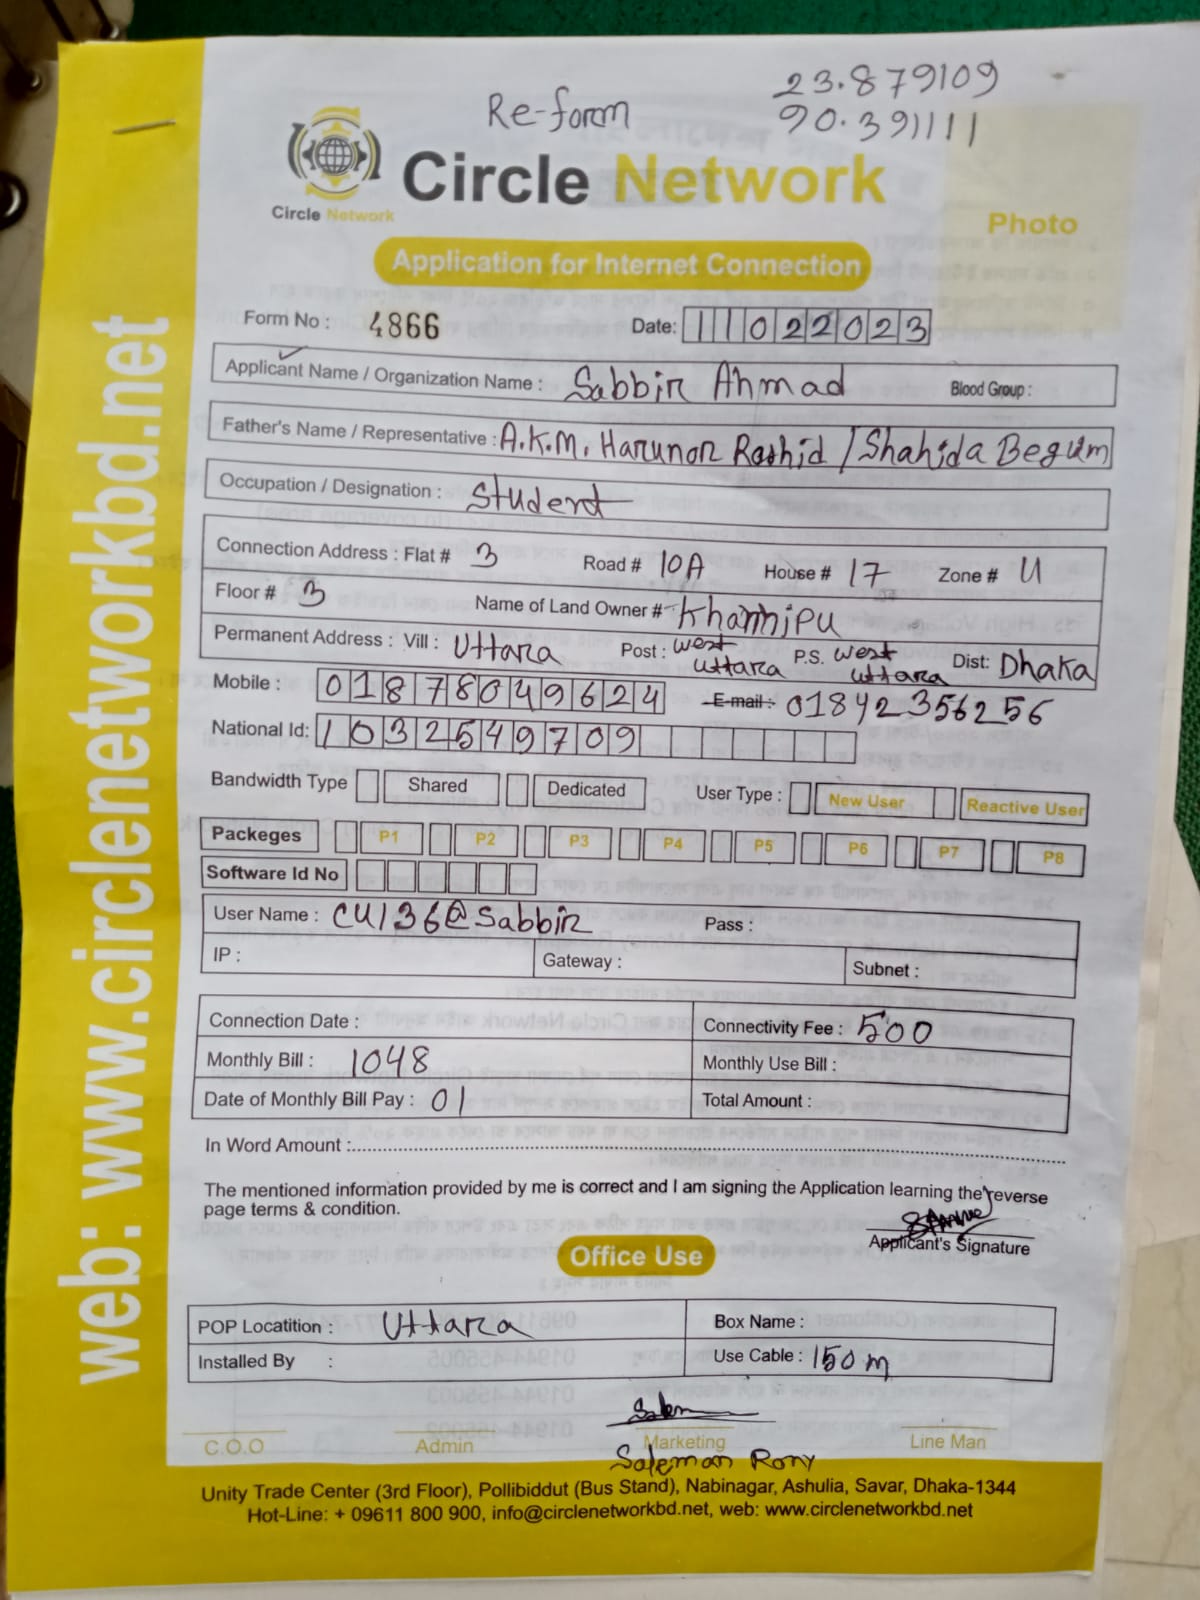 23.879109
Re-form 90.391111
Circle Network
Circle Network
Photo
Application for Internet Connection
Form No : 4866 Date: 11022023
Applicant Name / Organization Name : Sabbir Ahmad Blood Group :
Father's Name / Representative : A.K.M. Harunor Rashid / Shahida Begum
Occupation / Designation : Student
Connection Address : Flat # 3 Road # 10A House # 17 Zone # U
Floor # 3 Name of Land Owner #
Permanent Address : Vill : Uttara Post : west uttara P.S. west uttara Dist: Dhaka
Mobile : 01878049624 E-mail : 01842356256
National Id: 1032549709
Bandwidth Type Shared Dedicated User Type : New User Reactive User
Packeges P1 P2 P3 P4 P5 P6 P7 P8
Software Id No
User Name : CU136@Sabbir Pass :
IP : Gateway : Subnet :
Connection Date : Connectivity Fee : 500
Monthly Bill : 1048 Monthly Use Bill :
Date of Monthly Bill Pay : 01 Total Amount :
In Word Amount :
The mentioned information provided by me is correct and I am signing the Application learning the reverse
page terms & condition.
Applicant's Signature
Office Use
POP Locatition : Uttara Box Name :
Installed By : Use Cable : 150m
C.O.O Admin Marketing Line Man
Saleman Rony
Unity Trade Center (3rd Floor), Pollibiddut (Bus Stand), Nabinagar, Ashulia, Savar, Dhaka-1344
Hot-Line: + 09611 800 900, info@circlenetworkbd.net, web: www.circlenetworkbd.net
web: www.circlenetworkbd.net